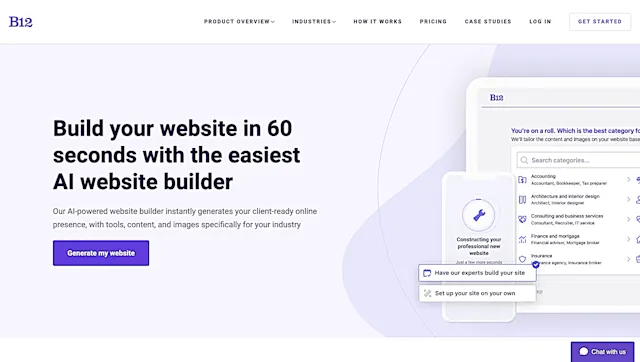 B12
PRODUCT OVERVIEW
INDUSTRIES
HOW IT WORKS
PRICING
CASE STUDIES
LOG IN
GET STARTED
Build your website in 60
seconds with the easiest
AI website builder
Our AI-powered website builder instantly generates your client-ready online
presence, with tools, content, and images specifically for your industry
Generate my website
B12
You're on a roll. Which is the best category fo
We'll tailor the content and images on your website base
Search categories...
Accounting
Accountant, Bookkeeper, Tax preparer
Architecture and interior design
Architect, Interior designer
Consulting and business services
Consultant, Recruiter, IT service
Finance and mortgage
Financial advisor, Mortgage broker
Insurance
agency, Insurance broker
Constructing your
professional new
website
Just a few more seconds
Have our experts build your site
Set up your site on your own
Chat with us